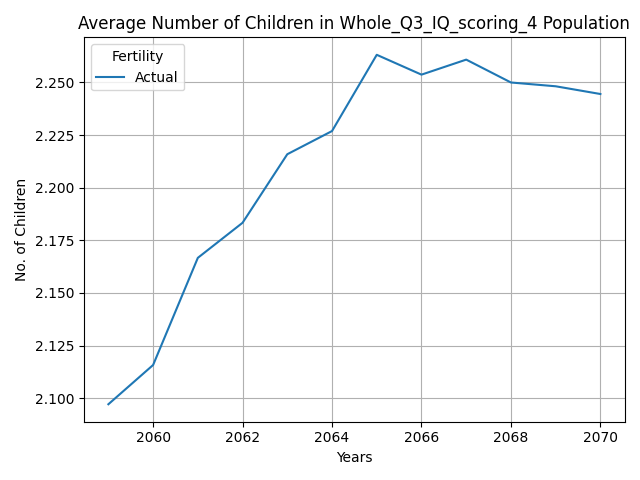 Average Number of Children in Whole_Q3_IQ_scoring_4 Population
Fertility
Actual
No. of Children
2.250
2.225
2.200
2.175
2.150
2.125
2.100
2060 2062 2064 2066 2068 2070
Years